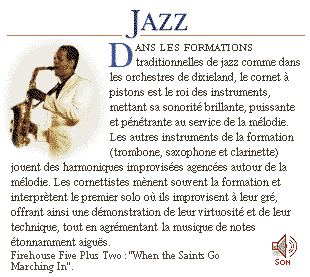 JAZZ
DANS LES FORMATIONS
traditionnelles de jazz comme dans
les orchestres de dixieland, le cornet à
pistons est le roi des instruments,
mettant sa sonorité brillante, puissante
et pénétrante au service de la mélodie.
Les autres instruments de la formation
(trombone, saxophone et clarinette)
jouent des harmoniques improvisées agencées autour de la
mélodie. Les cornettistes mènent souvent la formation et
interprètent le premier solo où ils improvisent à leur gré,
offrant ainsi une démonstration de leur virtuosité et de leur
technique, tout en agrémentant la musique de notes
étonnamment aiguës.
Firehouse Five Plus Two : "When the Saints Go
Marching In".
SON